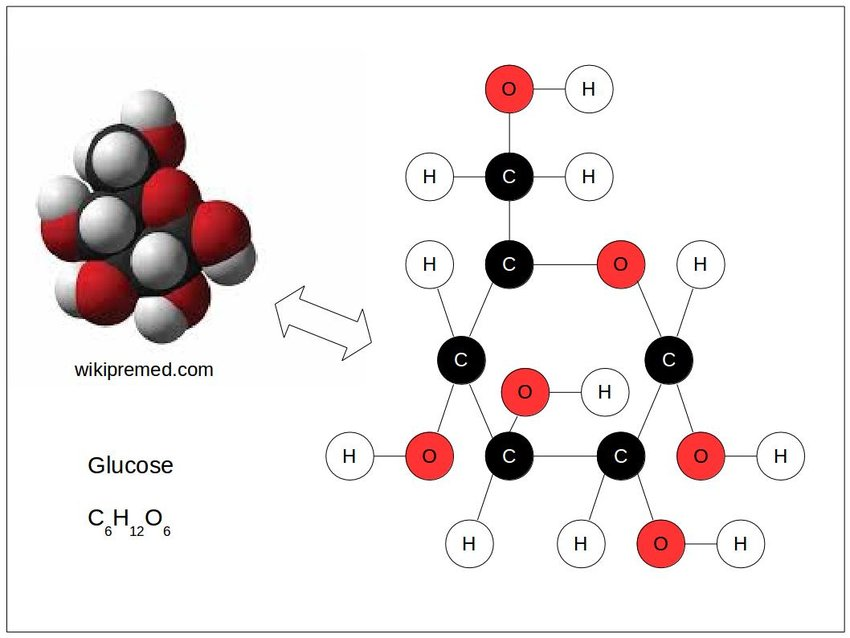 O H
H C H
H C O H
C C
O H
H O C C O H
H H O H
wikipremed.com
Glucose
C6H12O6